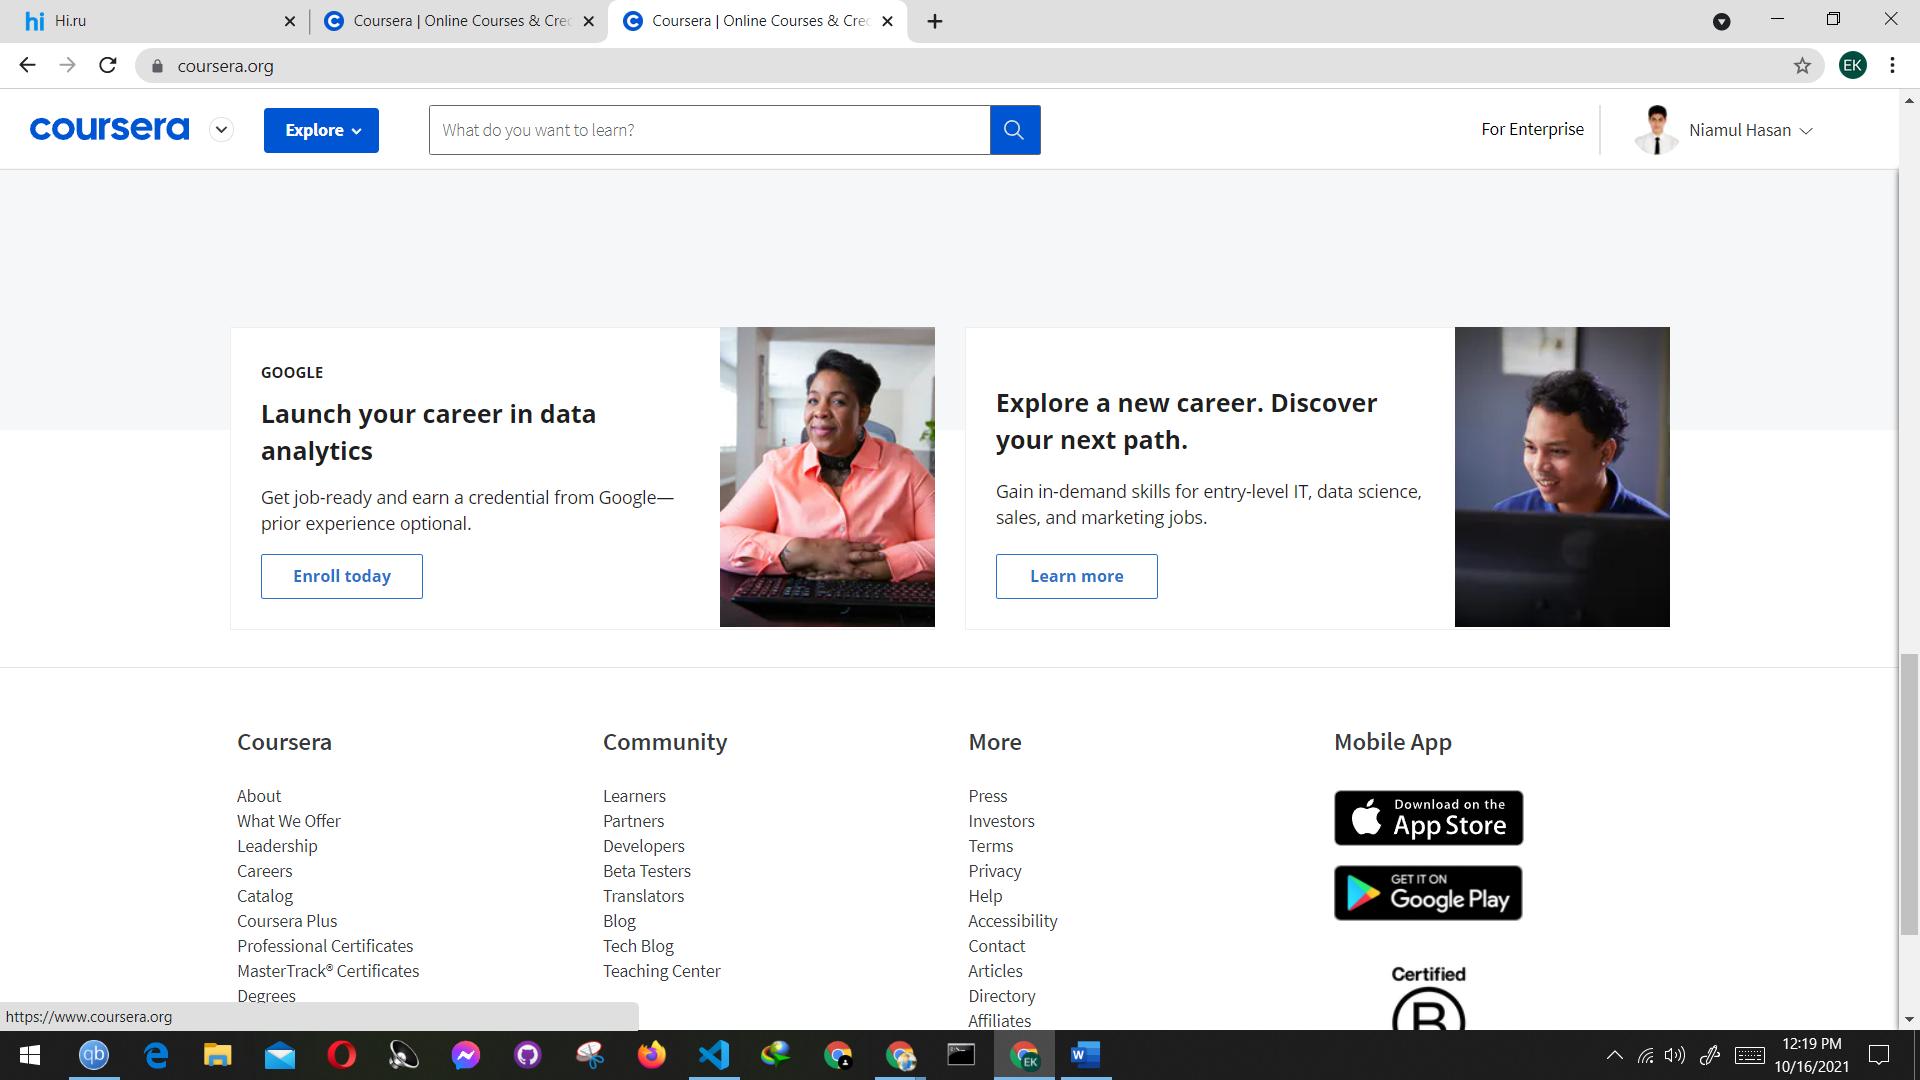 hi Hi.ru
Coursera | Online Courses & Cre
Coursera | Online Courses & Cre
coursera.org
EK
coursera
Explore
What do you want to learn?
For Enterprise
Niamul Hasan
GOOGLE
Launch your career in data
analytics
Get job-ready and earn a credential from Google—
prior experience optional.
Enroll today
Explore a new career. Discover
your next path.
Gain in-demand skills for entry-level IT, data science,
sales, and marketing jobs.
Learn more
Coursera
About
What We Offer
Leadership
Careers
Catalog
Coursera Plus
Professional Certificates
MasterTrack® Certificates
Degrees
Community
Learners
Partners
Developers
Beta Testers
Translators
Blog
Tech Blog
Teaching Center
More
Press
Investors
Terms
Privacy
Help
Accessibility
Contact
Articles
Directory
Affiliates
Mobile App
Download on the
App Store
GET IT ON
Google Play
Certified
B
https://www.coursera.org
qb
EK
W
12:19 PM
10/16/2021